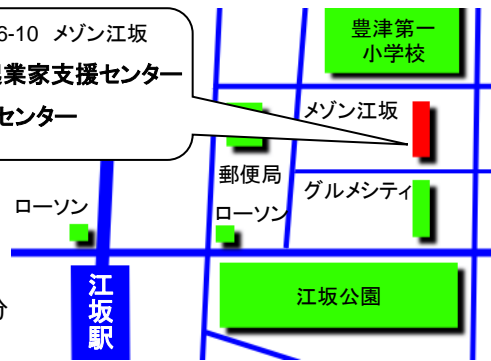 6-10 メゾン江坂
業家支援センター
センター
豊津第一
小学校
メゾン江坂
郵便局
グルメシティ
ローソン
ローソン
江坂公園
江坂駅
分